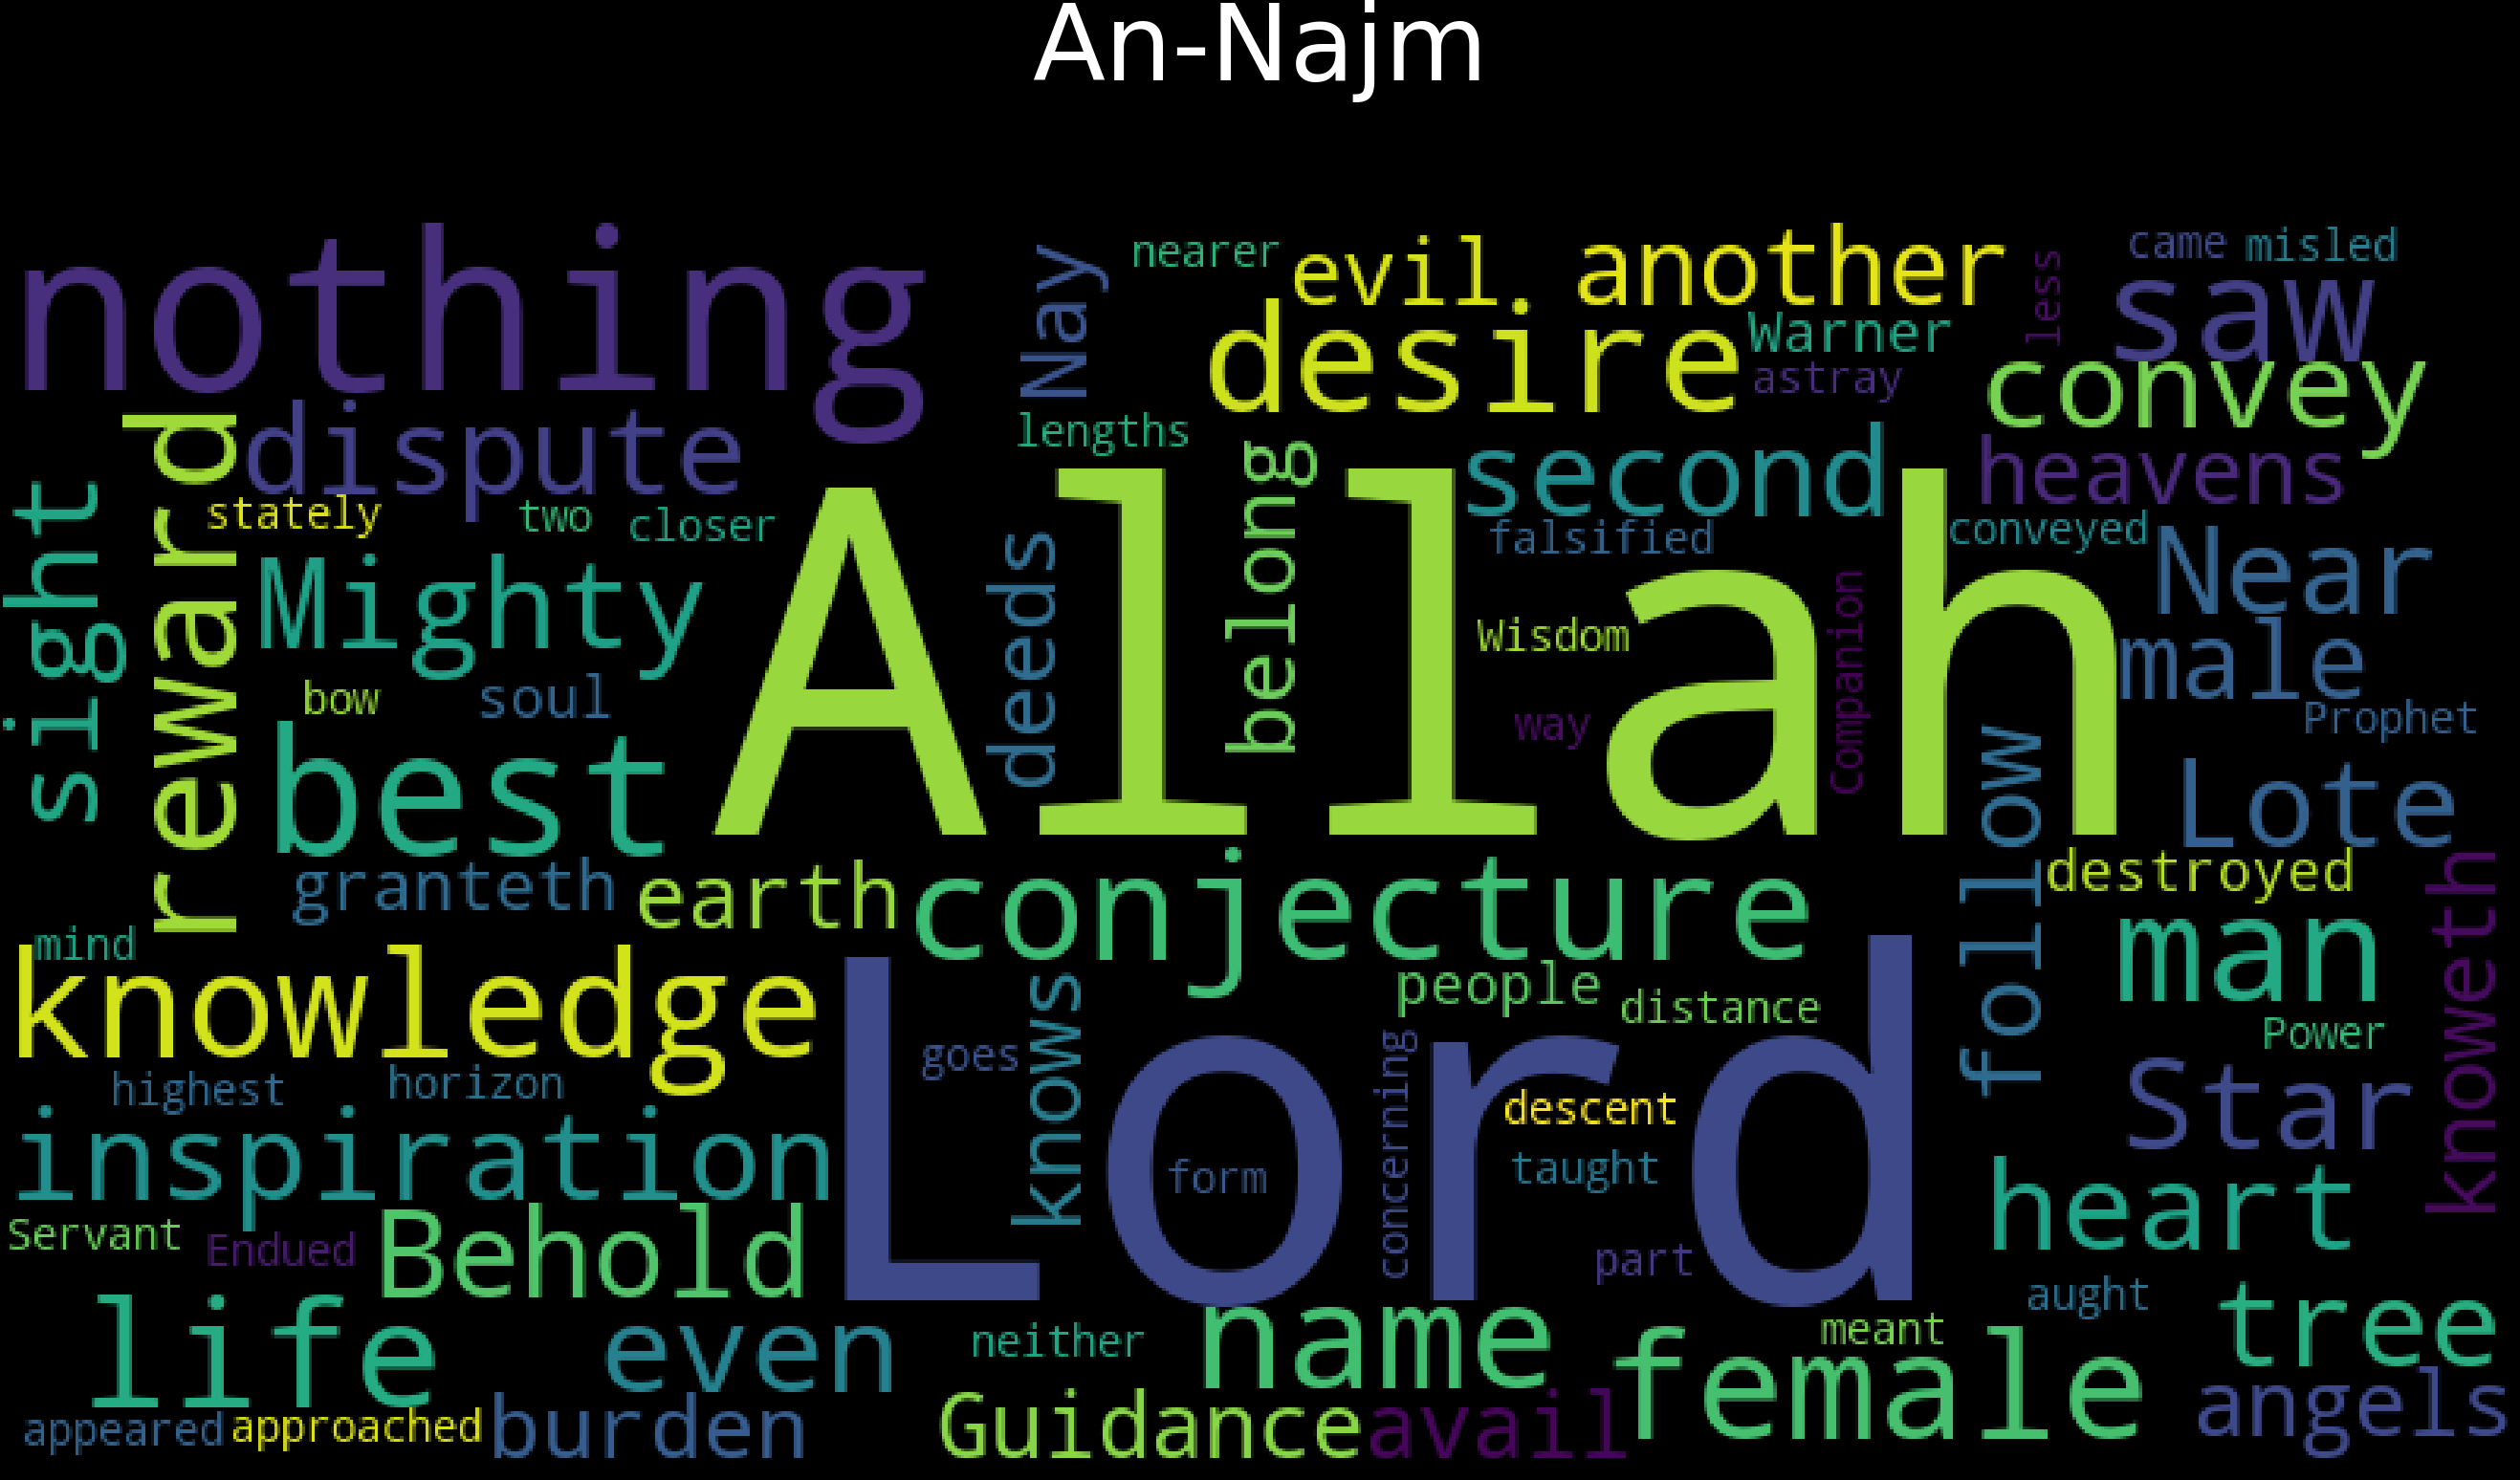 An-Najm
nothing
Nay
nearer
evil
another
less
came
misled
saw
desire
Warner
astray
convey
reward
dispute
lengths
belong
second
heavens
sight
stately
two
closer
deeds
falsified
conveyed
Near
Mighty
Allah
Wisdom
Companion
male
bow
soul
way
Prophet
best
follow
Lote
granteth
earth
conjecture
destroyed
knoweth
mind
knowledge
Lord
people
distance
man
Power
highest
horizon
goes
knows
concerning
descent
Star
inspiration
form
taught
heart
Servant
Endued
Behold
part
aught
life
even
neither
name
meant
female
tree
appeared
approached
burden
Guidance
avail
angels